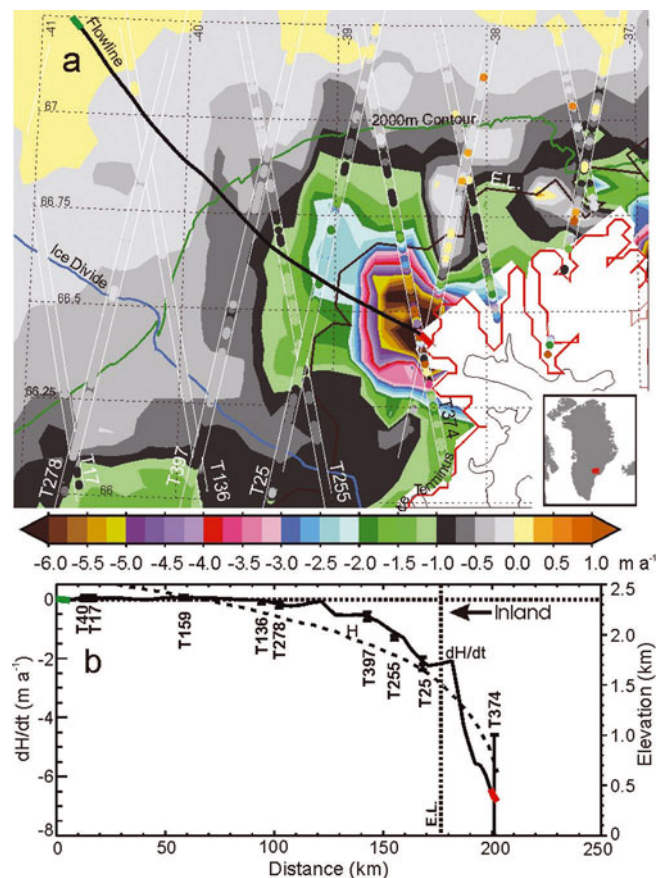 -41
-40
-39
-38
-37
Flowline
a
67
2000m Contour
E.L.
66.75
Ice Divide
66.5
66.25
66
T278
T17
T397
T136
T25
T255
T374
Terminus
-6.0 -5.5 -5.0 -4.5 -4.0 -3.5 -3.0 -2.5 -2.0 -1.5 -1.0 -0.5 0.0 0.5 1.0 m a⁻¹
0
-2
-4
-6
-8
dH/dt (m a⁻¹)
b
T40
T17
T159
T136
T278
H
T397
T255
T25
dH/dt
Inland
T374
E.L.
2.5
2.0
1.5
1.0
0.5
0
Elevation (km)
0 50 100 150 200 250
Distance (km)